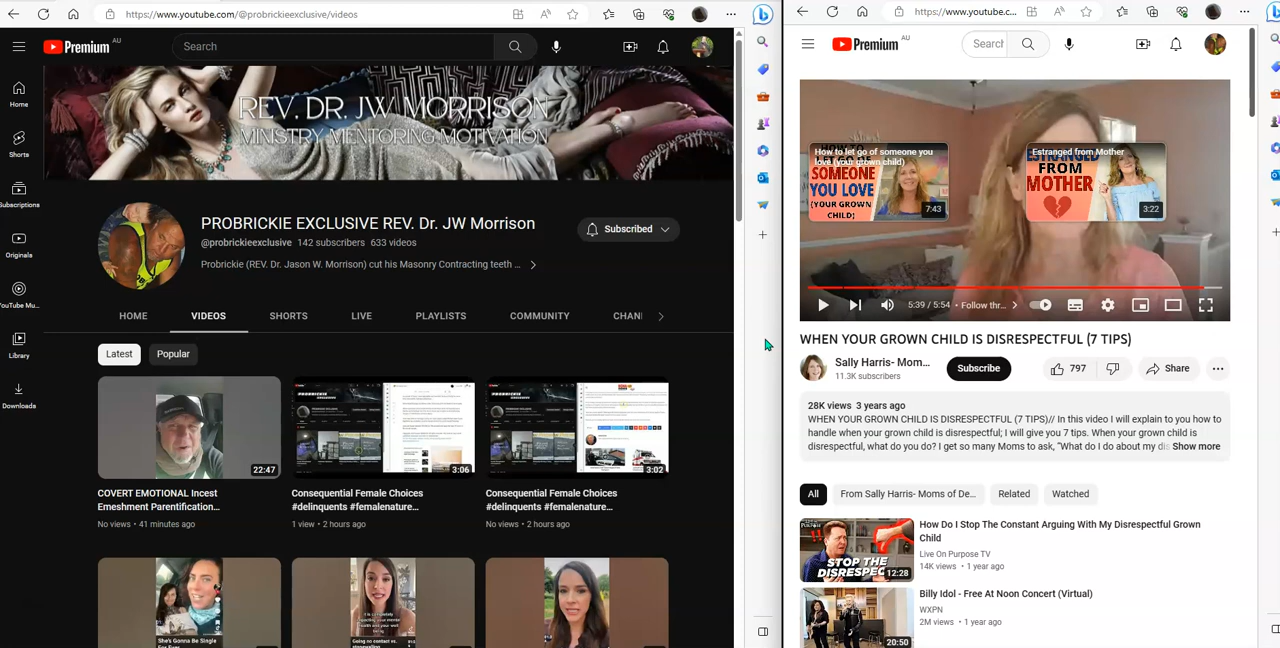 https://www.youtube.com/@probrickieexclusive/videos
Premium AU
Search
Home
Shorts
Subscriptions
Originals
YouTube Mu...
Library
Downloads
REV. DR. JW MORRISON
MINISTRY MENTORING MOTIVATION
PROBRICKIE EXCLUSIVE REV. Dr. JW Morrison
@probrickieexclusive 142 subscribers 633 videos
Probrickie (REV. Dr. Jason W. Morrison) cut his Masonry Contracting teeth ...
Subscribed
HOME VIDEOS SHORTS LIVE PLAYLISTS COMMUNITY CHAN
Latest Popular
22:47
COVERT EMOTIONAL Incest
Emeshment Parentification...
No views • 41 minutes ago
3:06
Consequential Female Choices
#delinquents #femalenature...
1 view • 2 hours ago
3:02
Consequential Female Choices
#delinquents #femalenature...
No views • 2 hours ago
She's Gonna Be Single
Going no contact vs.
https://www.youtube.c...
Premium AU
Search
How to let go of someone you
love (your grown child)
SOMEONE
YOU LOVE
(YOUR GROWN
CHILD)
7:43
Estranged from Mother
ESTRANGED
FROM
MOTHER
3:22
5:39 / 5:54 • Follow thr...
WHEN YOUR GROWN CHILD IS DISRESPECTFUL (7 TIPS)
Sally Harris- Mom...
11.3K subscribers
Subscribe
797
Share
28K views 3 years ago
WHEN YOUR GROWN CHILD IS DISRESPECTFUL (7 TIPS)// In this video I will explain to you how to
handle when your grown child is disrespectful; I will give you 7 tips. When your grown child is
disrespectful, what do you do? I get so many Moms to ask, "What do I do about my dis Show more
All From Sally Harris- Moms of De... Related Watched
STOP THE
DISRESPEC
12:28
How Do I Stop The Constant Arguing With My Disrespectful Grown
Child
Live On Purpose TV
14K views • 1 year ago
20:50
Billy Idol - Free At Noon Concert (Virtual)
WXPN
2M views • 1 year ago